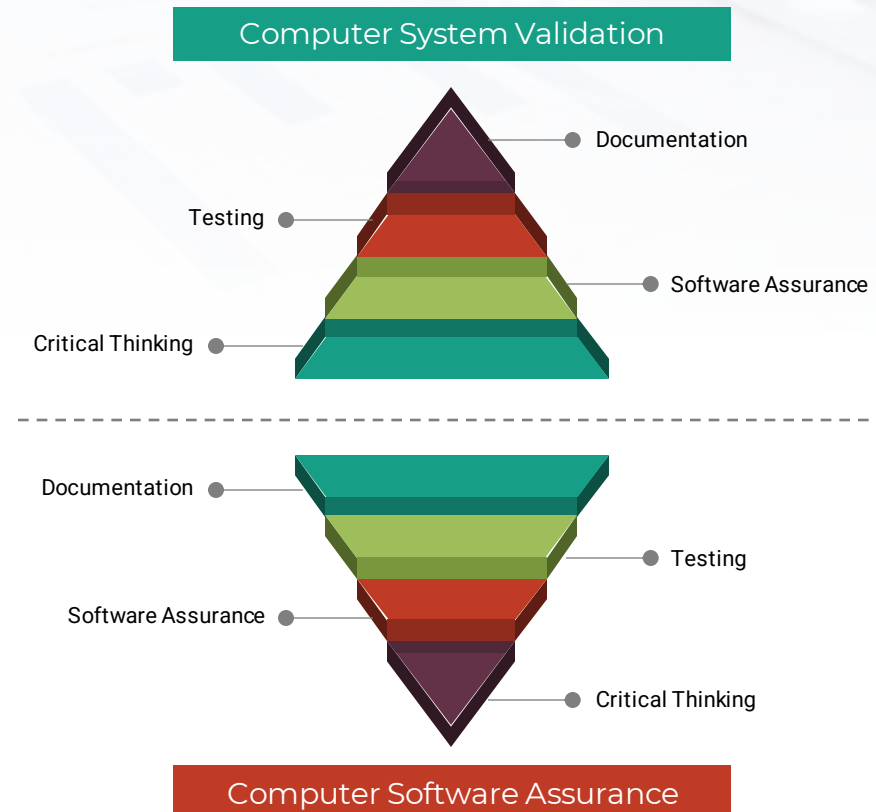 Computer System Validation
Documentation
Testing
Software Assurance
Critical Thinking
Documentation
Testing
Software Assurance
Critical Thinking
Computer Software Assurance